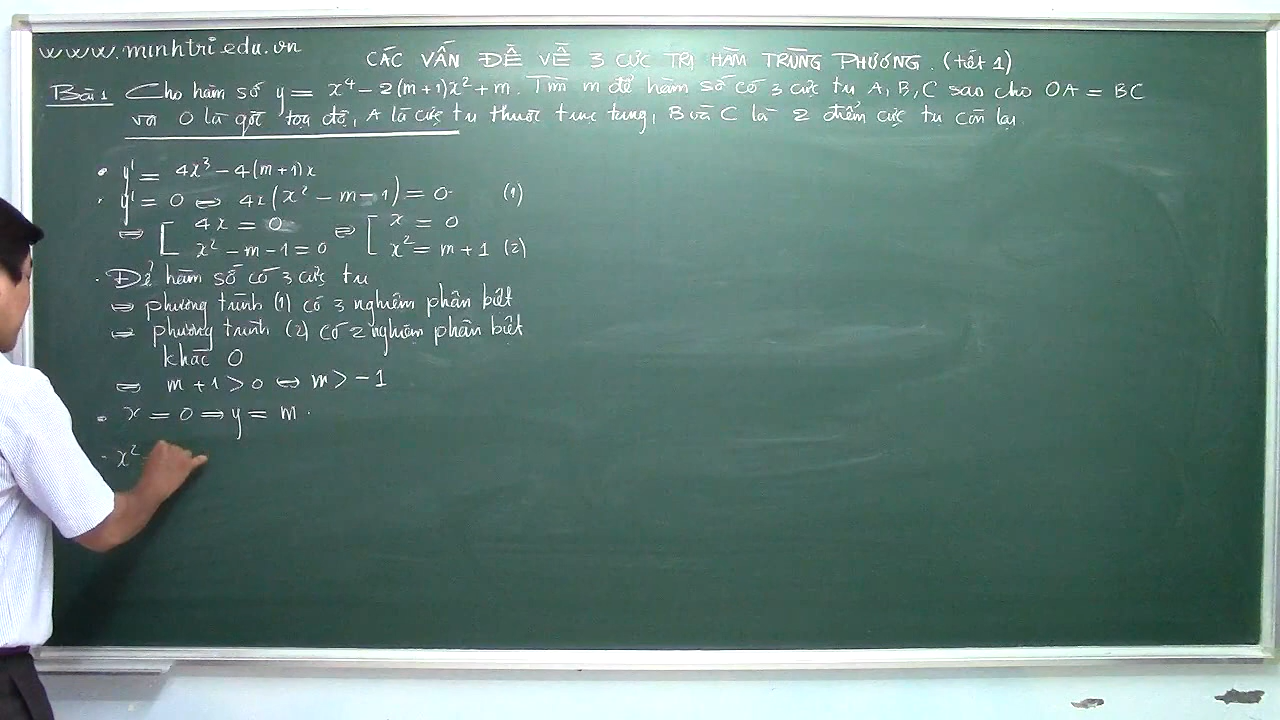 www.minhtri.edu.vn
CÁC VẤN ĐỀ VỀ 3 CỰC TRỊ HÀM TRÙNG PHƯƠNG. (tiết 1)
Bài 1 Cho hàm số y = x⁴ - 2(m+1)x² + m. Tìm m để hàm số có 3 cực trị A, B, C sao cho OA = BC
với O là gốc toạ độ, A là cực trị thuộc trục tung, B và C là 2 điểm cực trị còn lại.
• y' = 4x³ - 4(m+1)x
• y' = 0 ⇔ 4x(x² - m - 1) = 0 (1)
⇔ [ 4x = 0 ⇔ [ x = 0
x² - m - 1 = 0 x² = m + 1 (2)
• Để hàm số có 3 cực trị
⇔ phương trình (1) có 3 nghiệm phân biệt
⇔ phương trình (2) có 2 nghiệm phân biệt
khác 0
⇔ m + 1 > 0 ⇔ m > -1
• x = 0 ⇒ y = m.
• x²